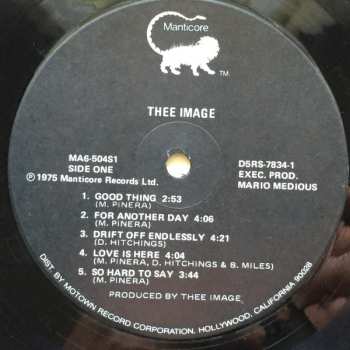 Manticore
TM
THEE IMAGE
MA6-504S1
SIDE ONE
Ⓟ1975 Manticore Records Ltd.
D5RS-7834-1
EXEC. PROD.
MARIO MEDIOUS
1. GOOD THING 2:53
(M. PINERA)
2. FOR ANOTHER DAY 4:06
(M. PINERA)
3. DRIFT OFF ENDLESSLY 4:21
(D. HITCHINGS)
4. LOVE IS HERE 4:04
(M. PINERA, D. HITCHINGS & B. MILES)
5. SO HARD TO SAY 3:44
(M. PINERA)
PRODUCED BY THEE IMAGE
DIST. BY MOTOWN RECORD CORPORATION, HOLLYWOOD, CALIFORNIA 90028